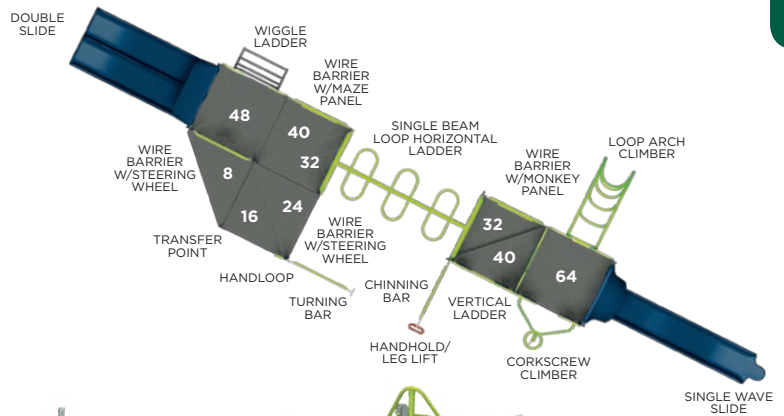 DOUBLE
SLIDE
WIGGLE
LADDER
WIRE
BARRIER
W/MAZE
PANEL
48
40
32
SINGLE BEAM
LOOP HORIZONTAL
LADDER
WIRE
BARRIER
W/MONKEY
PANEL
LOOP ARCH
CLIMBER
WIRE
BARRIER
W/STEERING
WHEEL
8
16
24
WIRE
BARRIER
W/STEERING
WHEEL
32
40
64
TRANSFER
POINT
HANDLOOP
TURNING
BAR
CHINNING
BAR
VERTICAL
LADDER
HANDHOLD/
LEG LIFT
CORKSCREW
CLIMBER
SINGLE WAVE
SLIDE